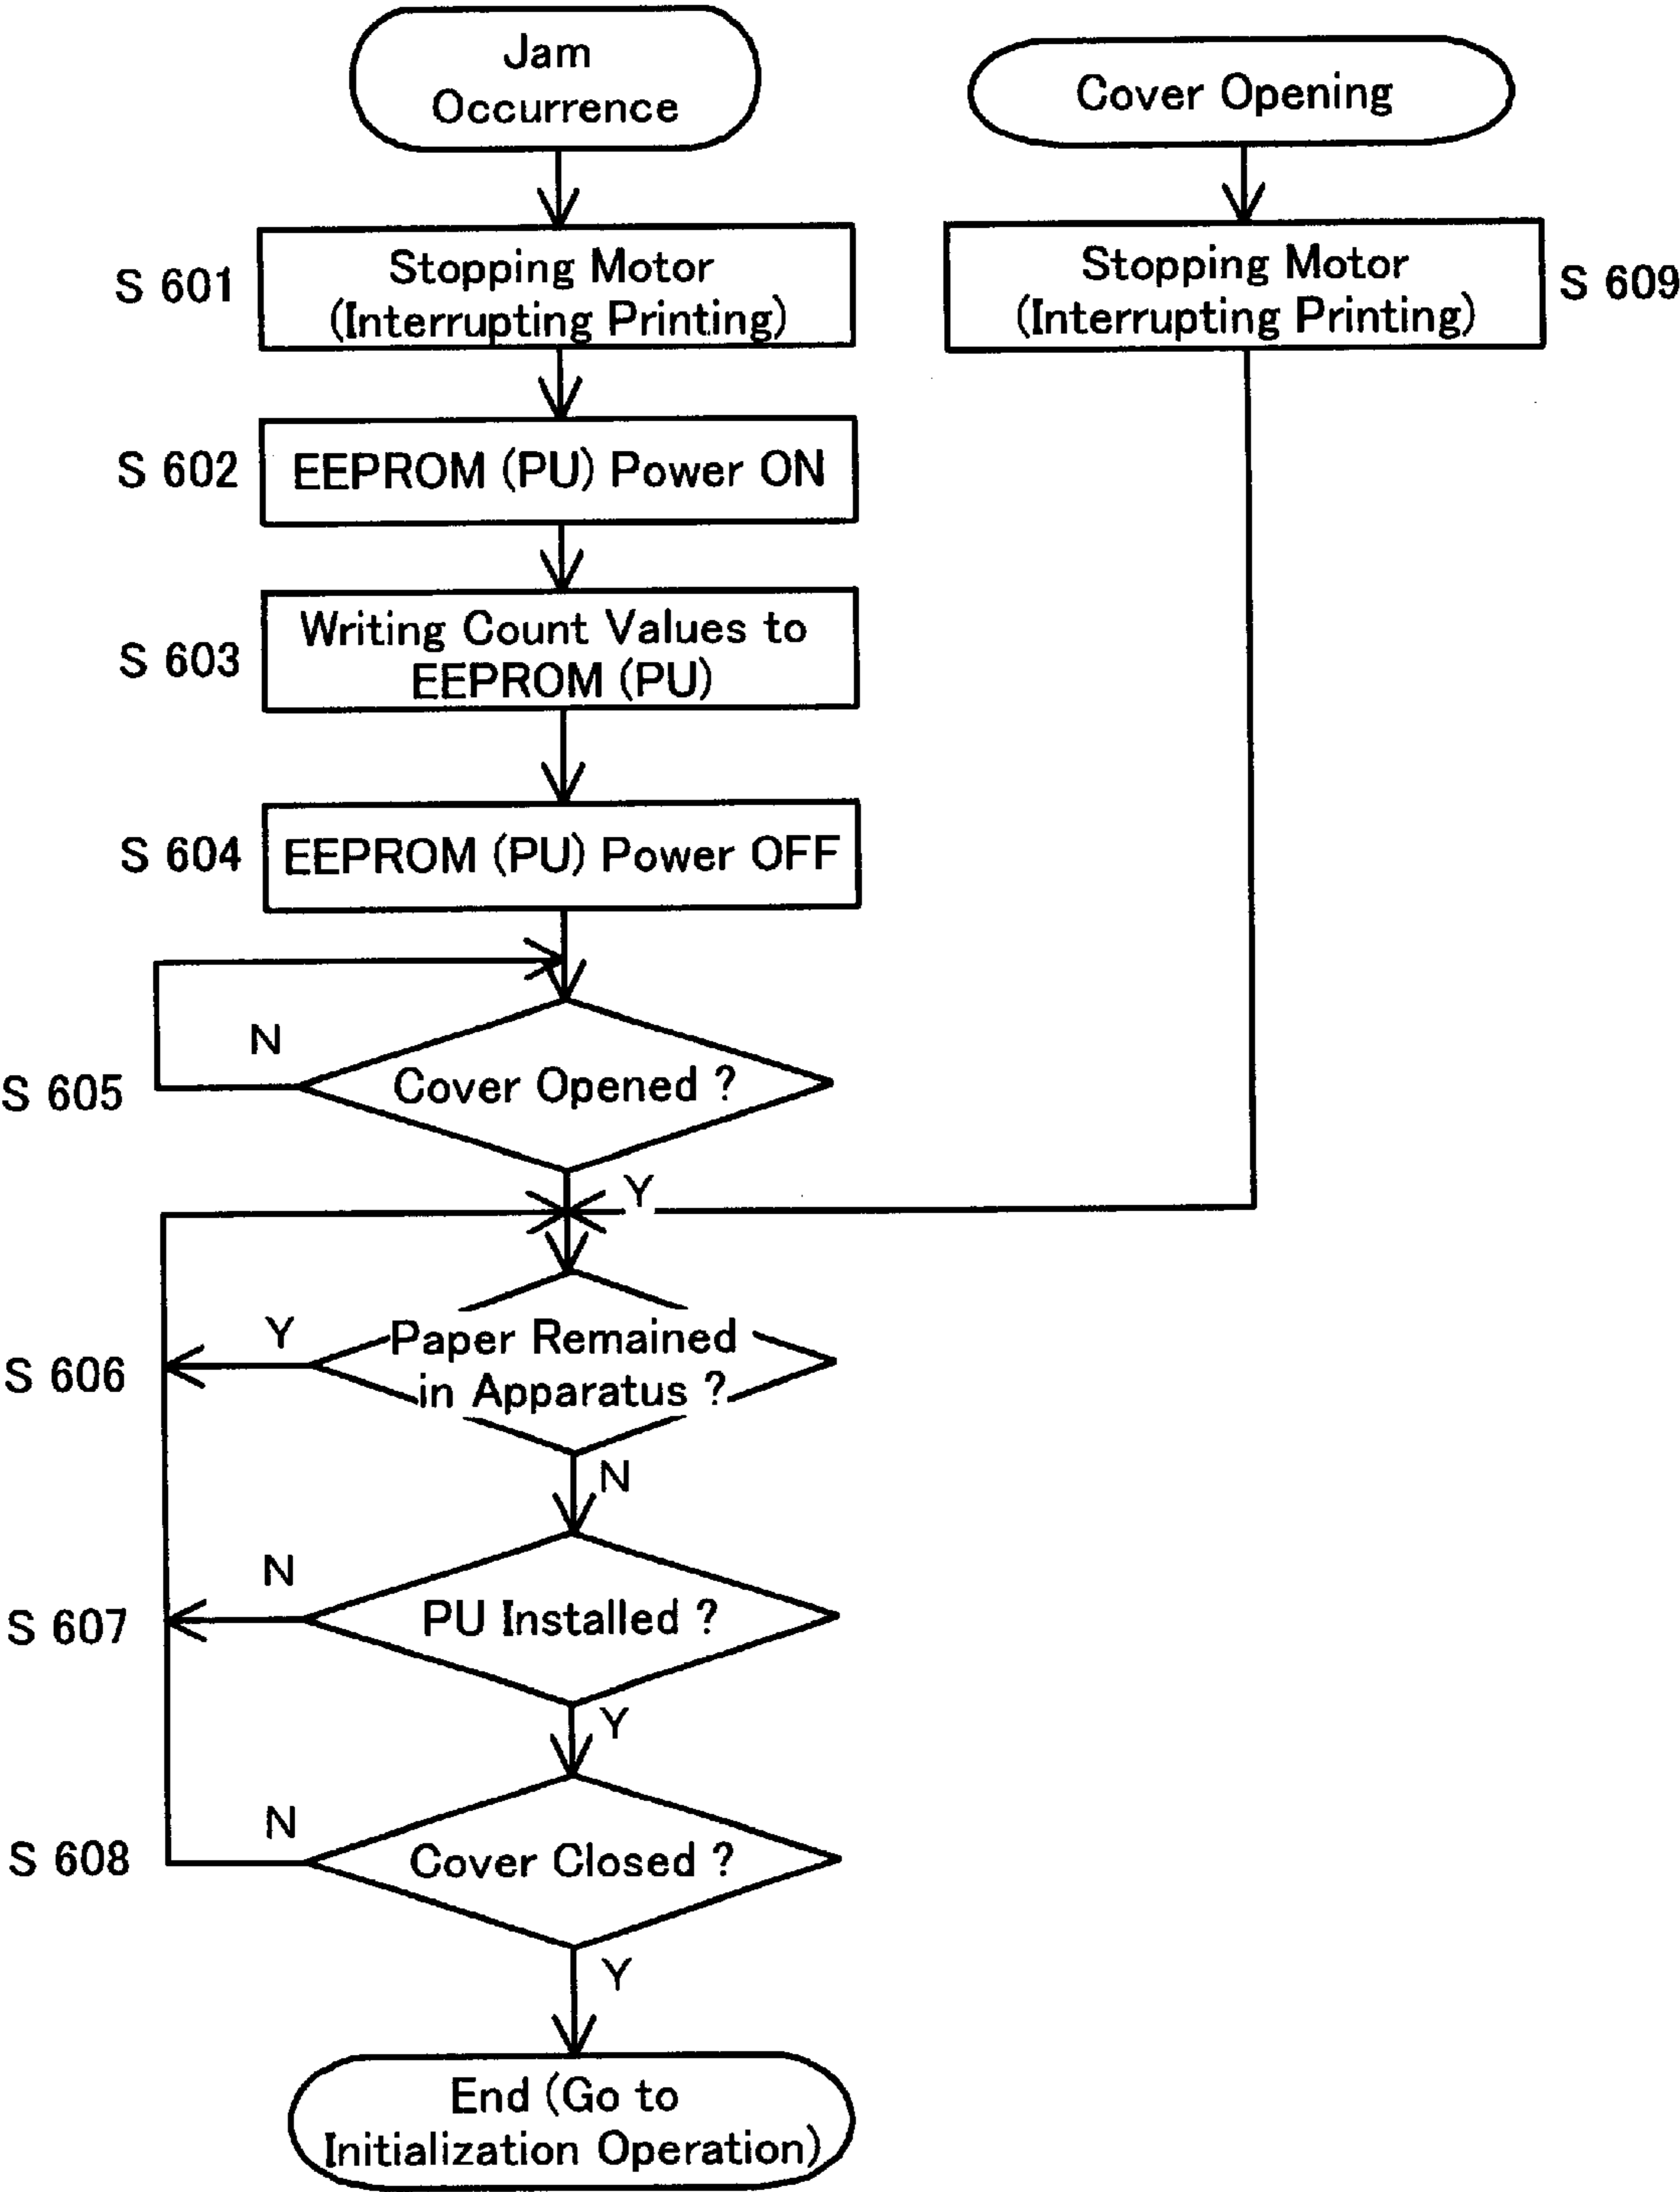 Jam
Occurrence
Cover Opening
S 601
Stopping Motor
(Interrupting Printing)
Stopping Motor
(Interrupting Printing)
S 609
S 602
EEPROM (PU) Power ON
S 603
Writing Count Values to
EEPROM (PU)
S 604
EEPROM (PU) Power OFF
N
S 605
Cover Opened ?
Y
Y
S 606
Paper Remained
in Apparatus ?
N
N
S 607
PU Installed ?
Y
N
S 608
Cover Closed ?
Y
End (Go to
Initialization Operation)